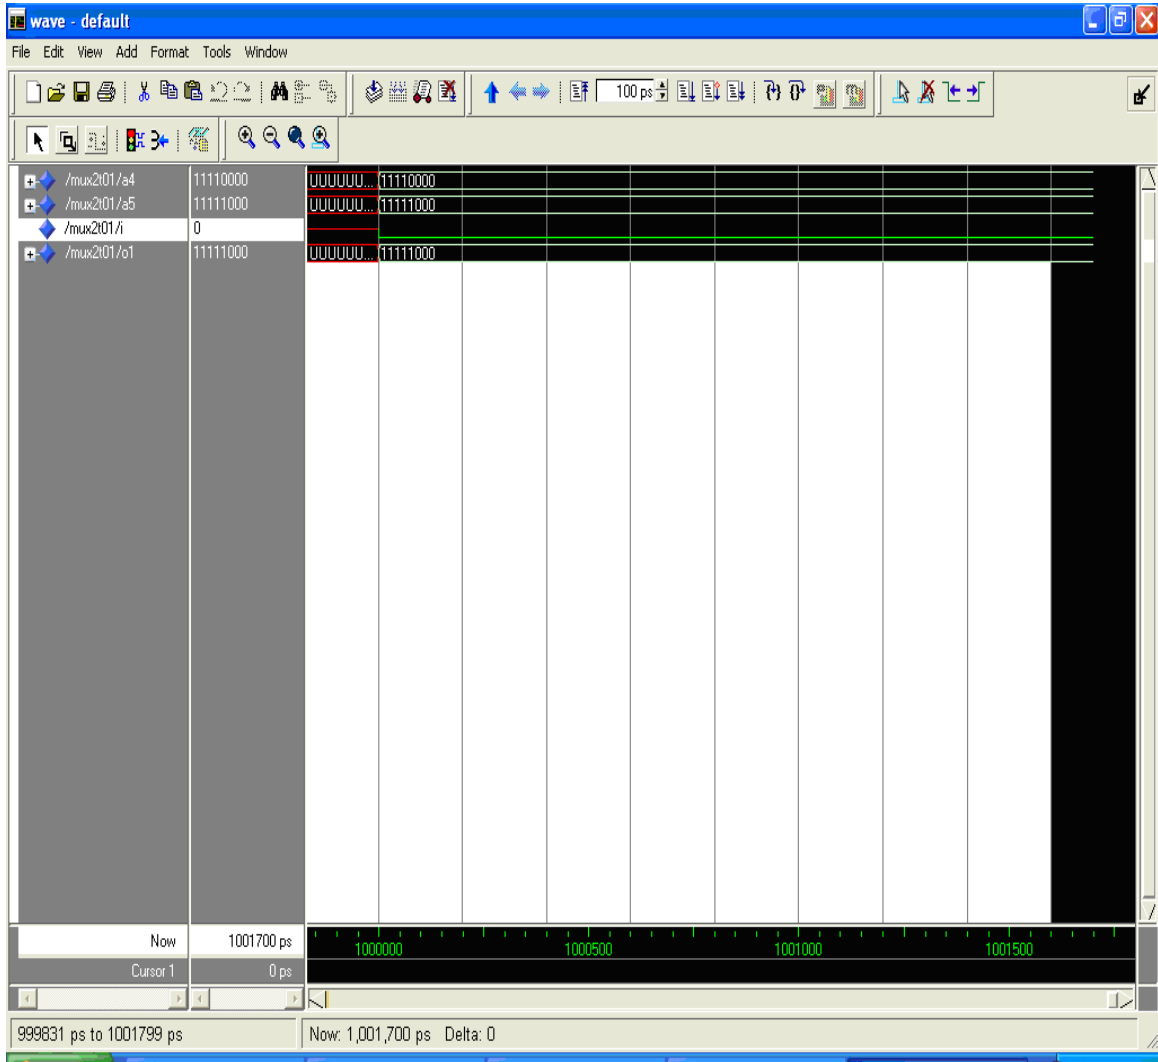 wave - default
File Edit View Add Format Tools Window
100 ps
/mux2t01/a4 11110000 UUUUUU... 11110000
/mux2t01/a5 11111000 UUUUUU... 11111000
/mux2t01/i 0
/mux2t01/o1 11111000 UUUUUU... 11111000
Now 1001700 ps 1000000 1000500 1001000 1001500
Cursor 1 0 ps
999831 ps to 1001799 ps Now: 1,001,700 ps Delta: 0